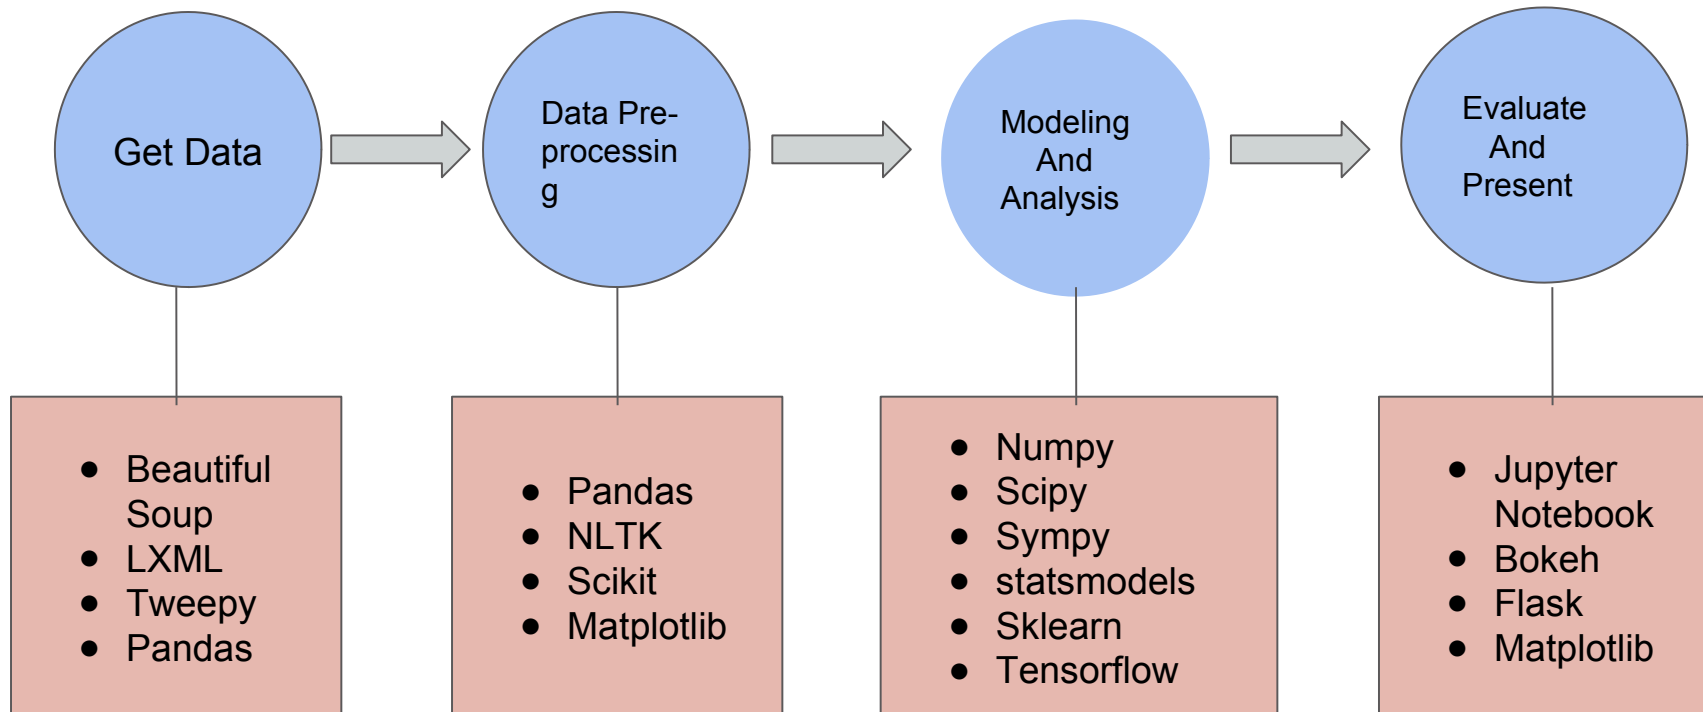 Get Data
Data Pre-
processin
g
Modeling
And
Analysis
Evaluate
And
Present
● Beautiful
Soup
● LXML
● Tweepy
● Pandas
● Pandas
● NLTK
● Scikit
● Matplotlib
● Numpy
● Scipy
● Sympy
● statsmodels
● Sklearn
● Tensorflow
● Jupyter
Notebook
● Bokeh
● Flask
● Matplotlib